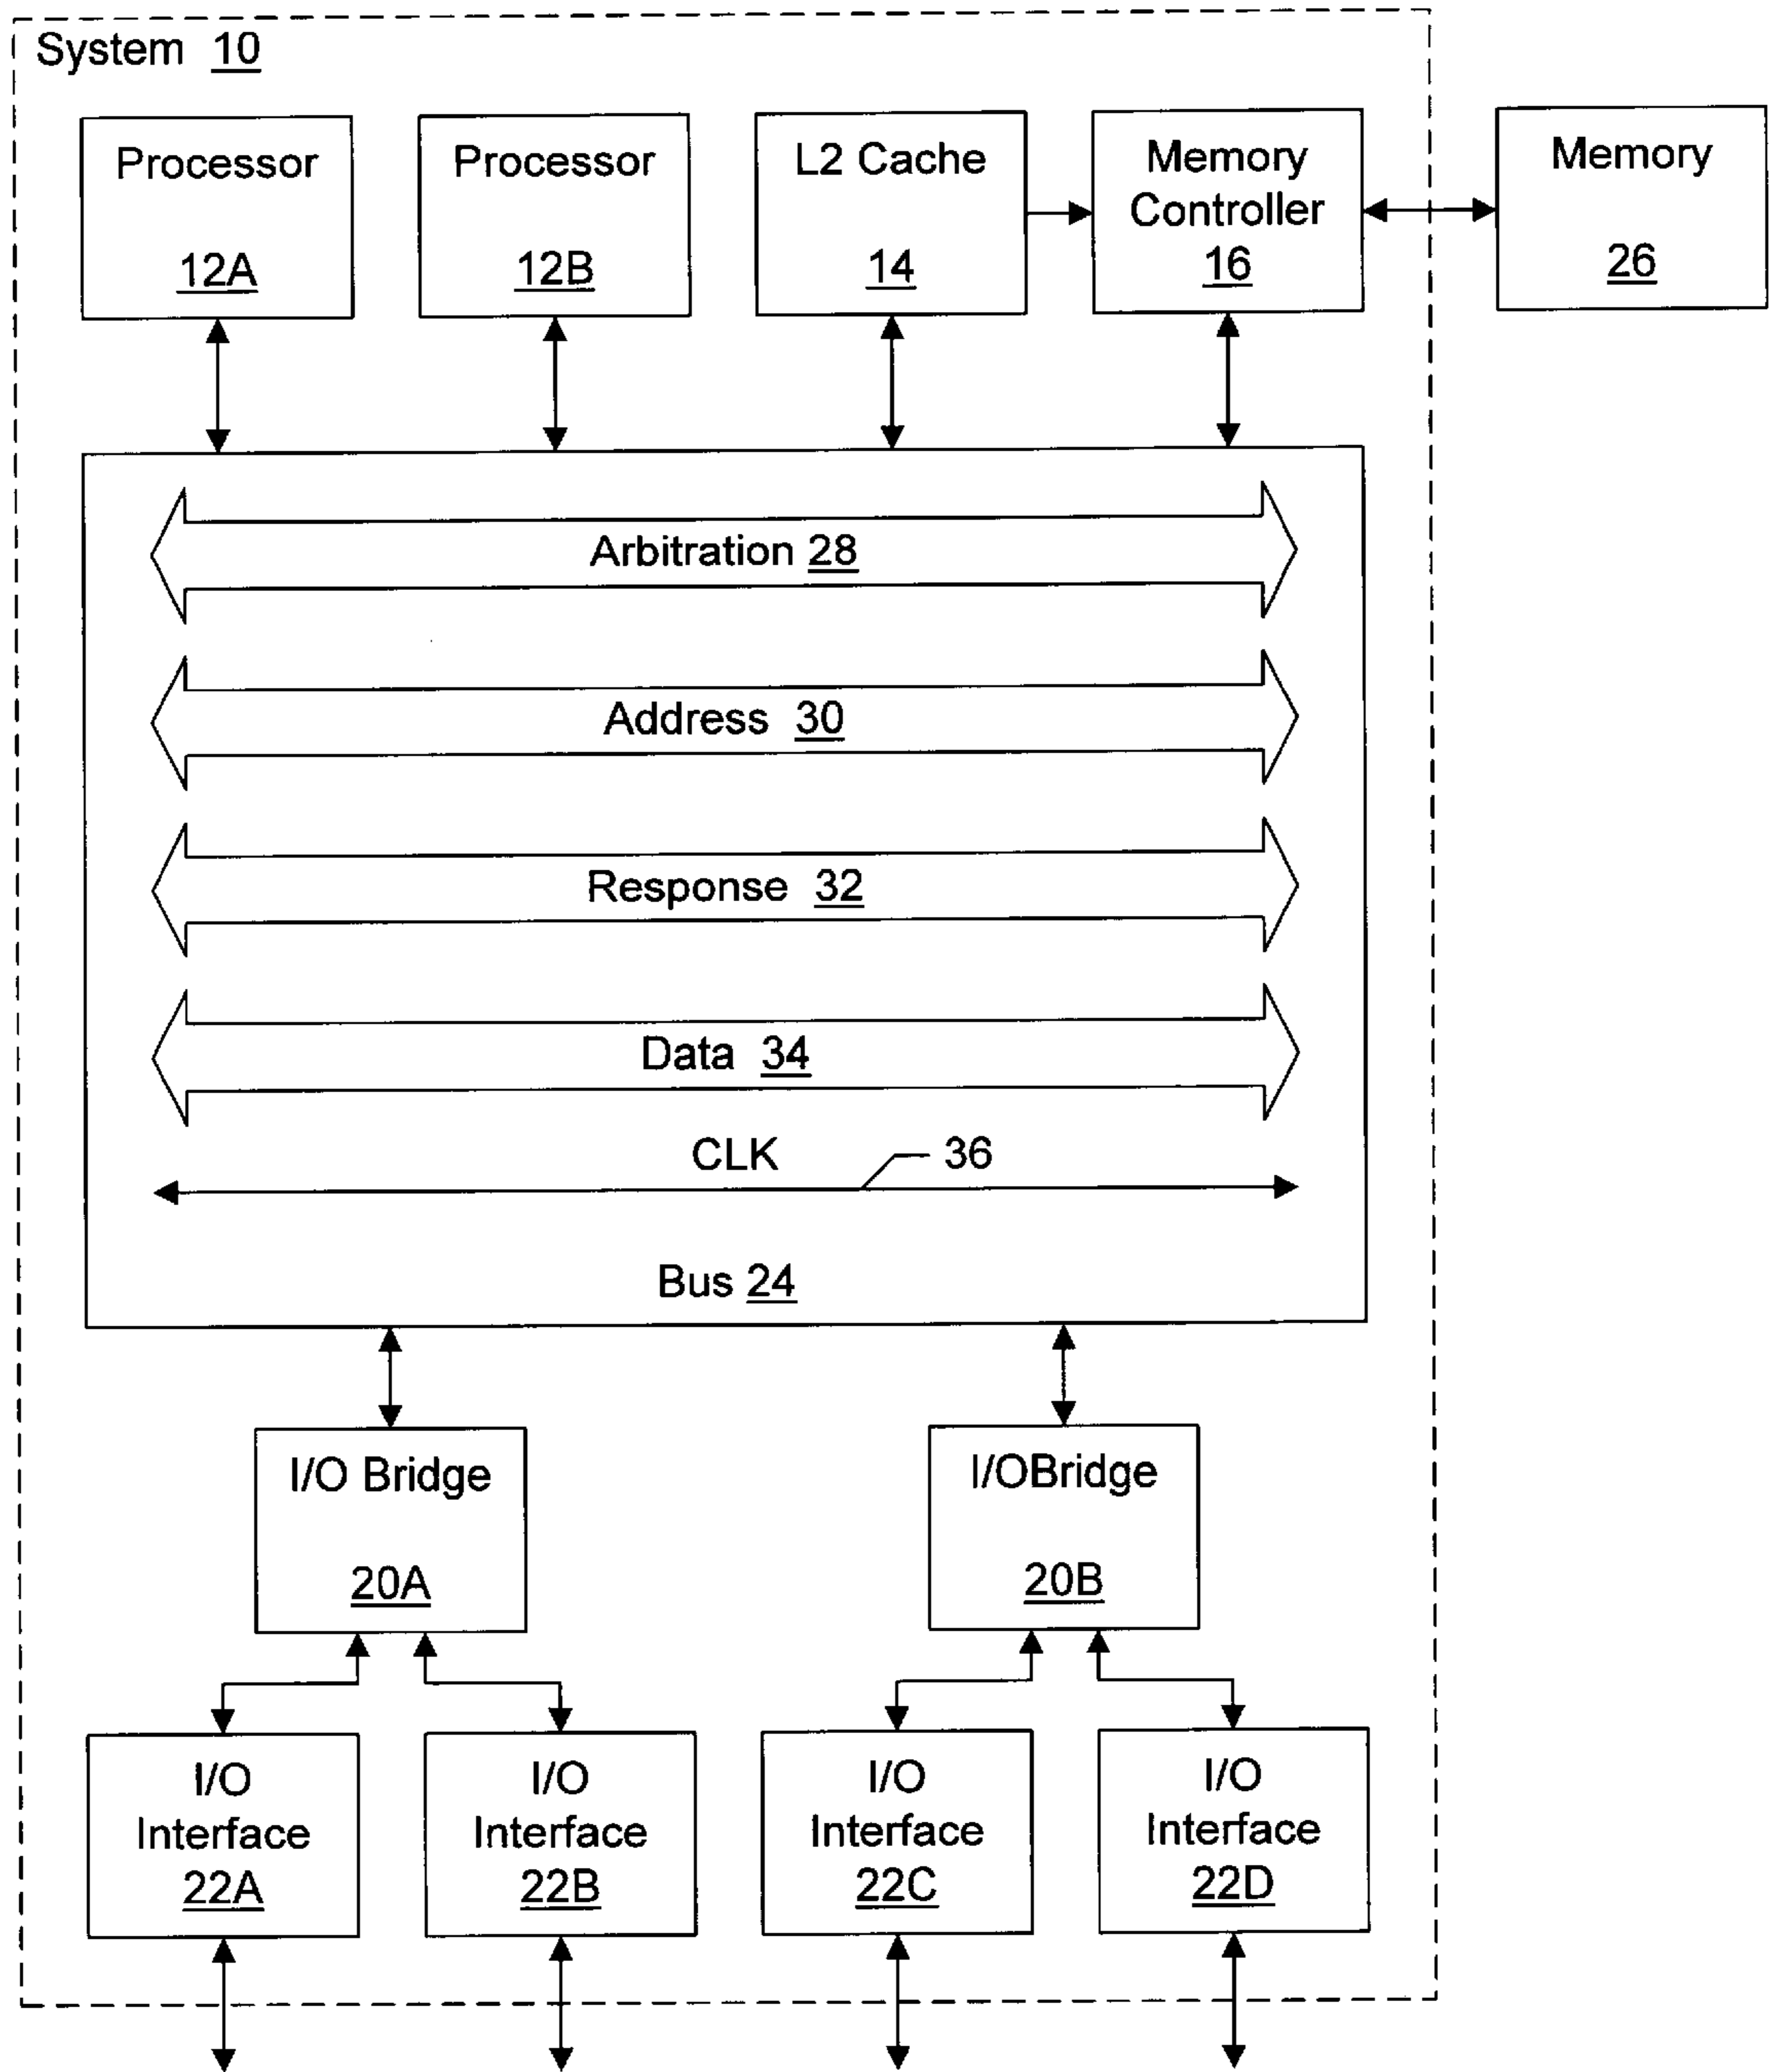 System 10
Processor
12A
Processor
12B
L2 Cache
14
Memory
Controller
16
Memory
26
Arbitration 28
Address 30
Response 32
Data 34
CLK 36
Bus 24
I/O Bridge
20A
I/OBridge
20B
I/O
Interface
22A
I/O
Interface
22B
I/O
Interface
22C
I/O
Interface
22D